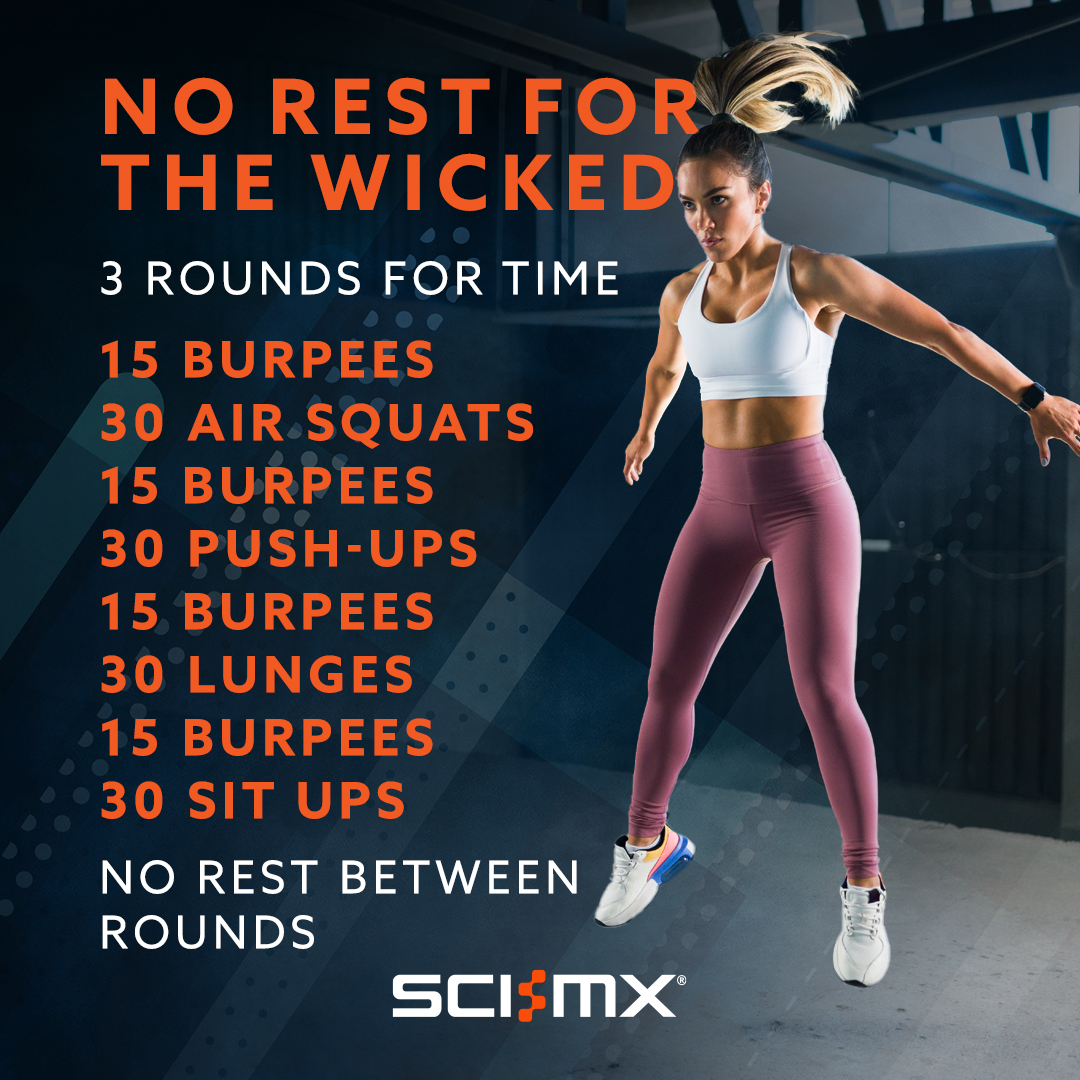 NO REST FOR
THE WICKED
3 ROUNDS FOR TIME
15 BURPEES
30 AIR SQUATS
15 BURPEES
30 PUSH-UPS
15 BURPEES
30 LUNGES
15 BURPEES
30 SIT UPS
NO REST BETWEEN
ROUNDS
SCI-MX®